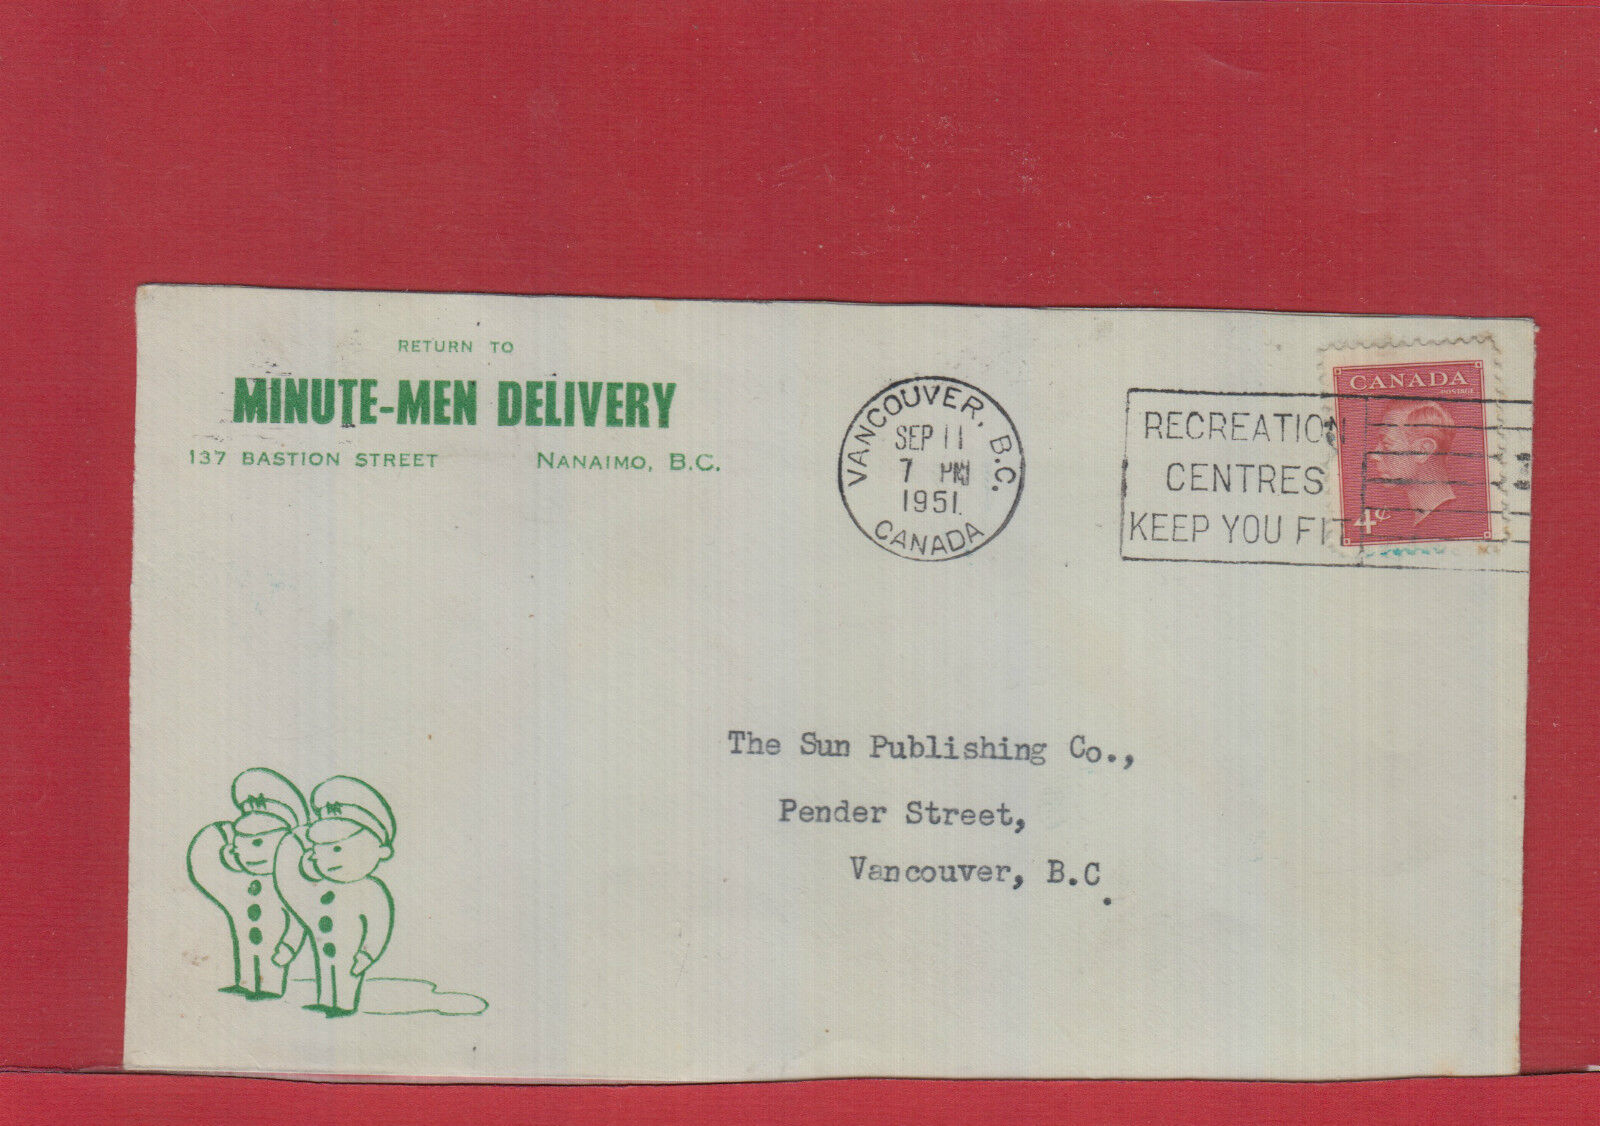 RETURN TO
MINUTE-MEN DELIVERY
137 BASTION STREET NANAIMO, B.C.
VANCOUVER, B.C.
SEP 11
7 PM
1951
CANADA
RECREATION
CENTRES
KEEP YOU FIT
CANADA
POSTAGE
4¢
The Sun Publishing Co.,
Pender Street,
Vancouver, B.C.
M
M